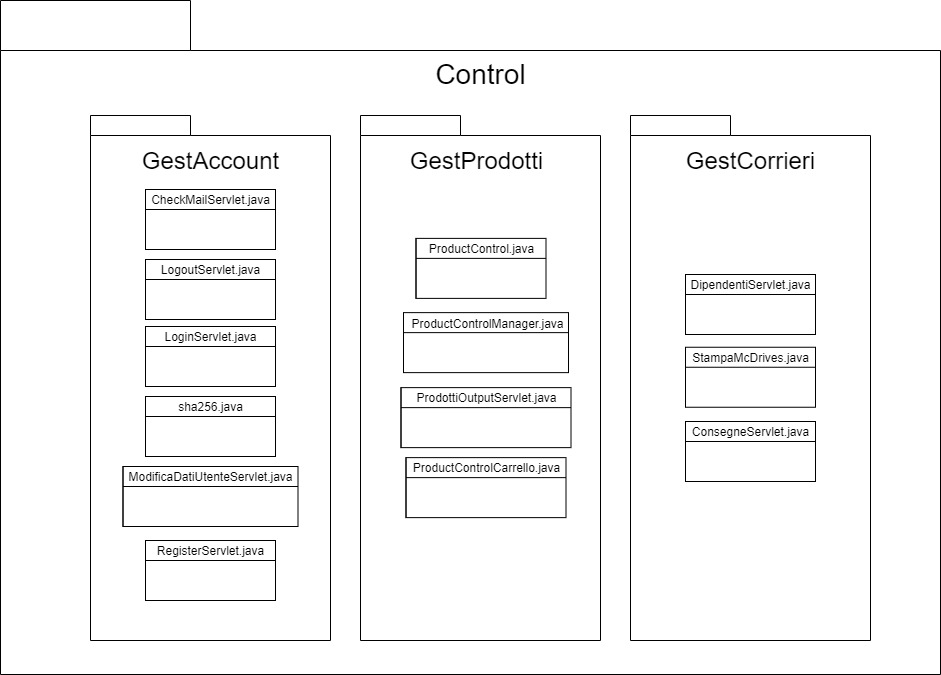 Control
GestAccount
CheckMailServlet.java
LogoutServlet.java
LoginServlet.java
sha256.java
ModificaDatiUtenteServlet.java
RegisterServlet.java
GestProdotti
ProductControl.java
ProductControlManager.java
ProdottiOutputServlet.java
ProductControlCarrello.java
GestCorrieri
DipendentiServlet.java
StampaMcDrives.java
ConsegneServlet.java